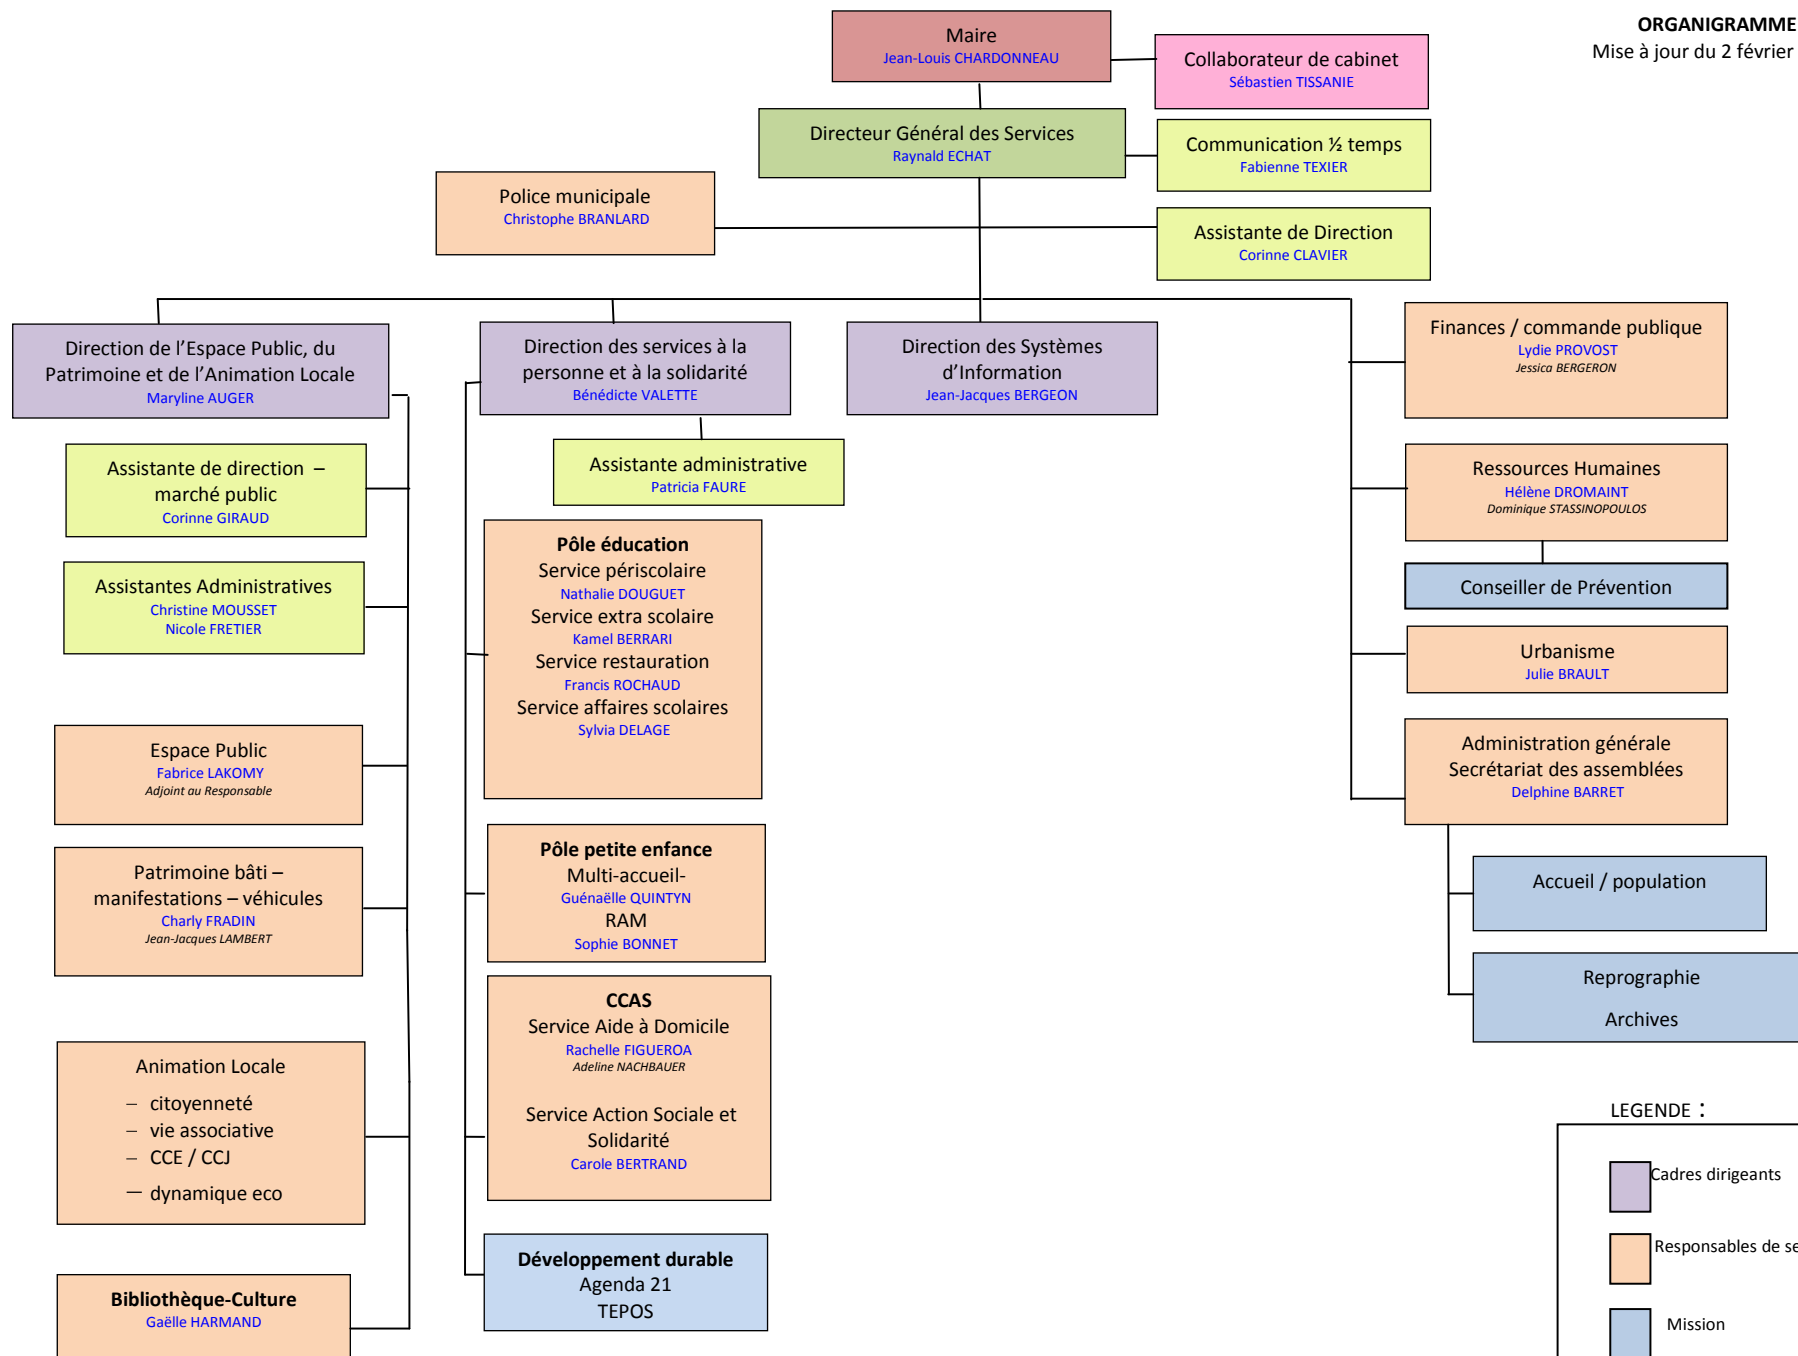 ORGANIGRAMME
Mise à jour du 2 février
Maire
Jean-Louis CHARDONNEAU
Collaborateur de cabinet
Sébastien TISSANIE
Directeur Général des Services
Raynald ECHAT
Communication ½ temps
Fabienne TEXIER
Police municipale
Christophe BRANLARD
Assistante de Direction
Corinne CLAVIER
Direction de l’Espace Public, du
Patrimoine et de l’Animation Locale
Maryline AUGER
Assistante de direction –
marché public
Corinne GIRAUD
Assistantes Administratives
Christine MOUSSET
Nicole FRETIER
Espace Public
Fabrice LAKOMY
Adjoint au Responsable
Patrimoine bâti –
manifestations – véhicules
Charly FRADIN
Jean-Jacques LAMBERT
Animation Locale
– citoyenneté
– vie associative
– CCE / CCJ
– dynamique eco
Bibliothèque-Culture
Gaëlle HARMAND
Direction des services à la
personne et à la solidarité
Bénédicte VALETTE
Assistante administrative
Patricia FAURE
Pôle éducation
Service périscolaire
Nathalie DOUGUET
Service extra scolaire
Kamel BERRARI
Service restauration
Francis ROCHAUD
Service affaires scolaires
Sylvia DELAGE
Pôle petite enfance
Multi-accueil-
Guénaëlle QUINTYN
RAM
Sophie BONNET
CCAS
Service Aide à Domicile
Rachelle FIGUEROA
Adeline NACHBAUER
Service Action Sociale et
Solidarité
Carole BERTRAND
Développement durable
Agenda 21
TEPOS
Direction des Systèmes
d’Information
Jean-Jacques BERGEON
Finances / commande publique
Lydie PROVOST
Jessica BERGERON
Ressources Humaines
Hélène DROMAINT
Dominique STASSINOPOULOS
Conseiller de Prévention
Urbanisme
Julie BRAULT
Administration générale
Secrétariat des assemblées
Delphine BARRET
Accueil / population
Reprographie
Archives
LEGENDE :
Cadres dirigeants
Responsables de se
Mission